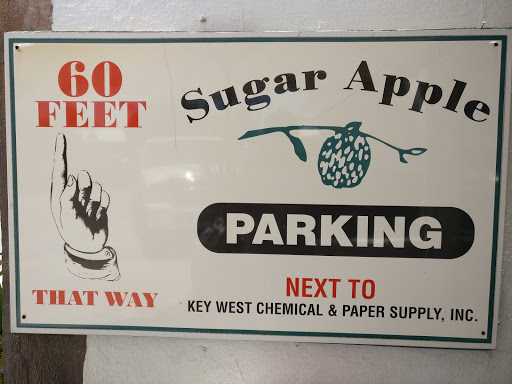 60
FEET
THAT WAY
Sugar Apple
PARKING
NEXT TO
KEY WEST CHEMICAL & PAPER SUPPLY, INC.